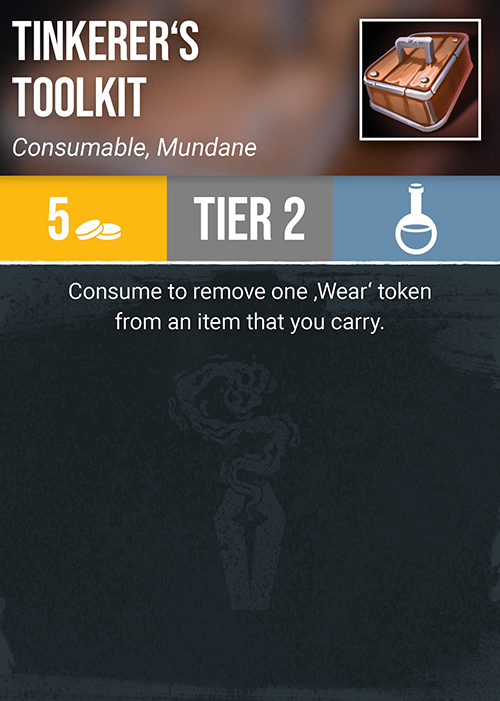 TINKERER‘S
TOOLKIT
Consumable, Mundane
5
TIER 2
Consume to remove one ‚Wear‘ token
from an item that you carry.